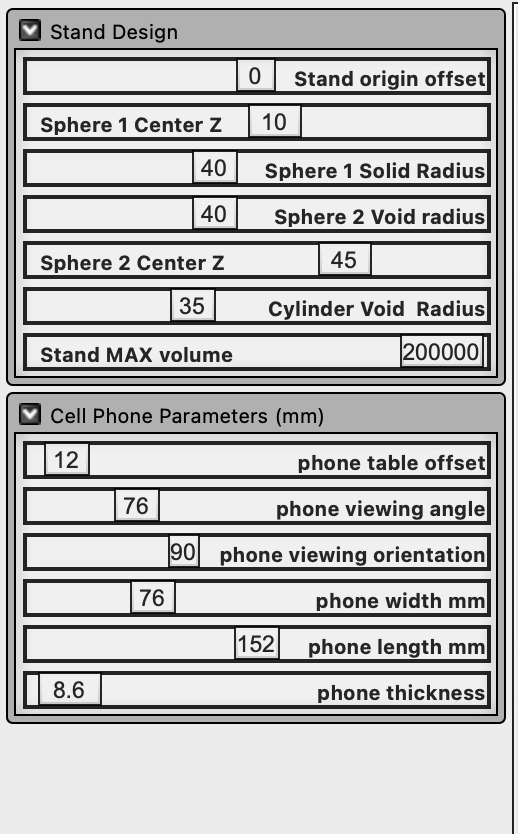 Stand Design
0 Stand origin offset
Sphere 1 Center Z 10
40 Sphere 1 Solid Radius
40 Sphere 2 Void radius
Sphere 2 Center Z 45
35 Cylinder Void  Radius
Stand MAX volume 200000
Cell Phone Parameters (mm)
12 phone table offset
76 phone viewing angle
90 phone viewing orientation
76 phone width mm
152 phone length mm
8.6 phone thickness